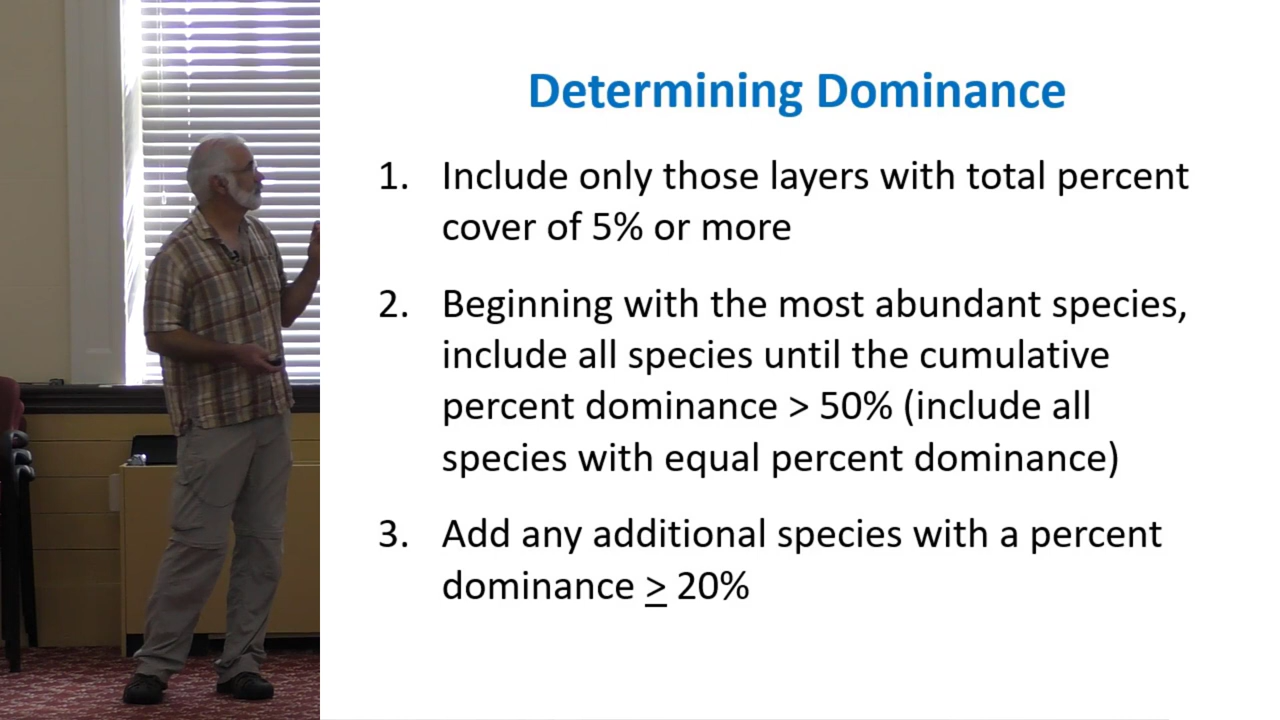 Determining Dominance
1. Include only those layers with total percent
cover of 5% or more
2. Beginning with the most abundant species,
include all species until the cumulative
percent dominance > 50% (include all
species with equal percent dominance)
3. Add any additional species with a percent
dominance ≥ 20%